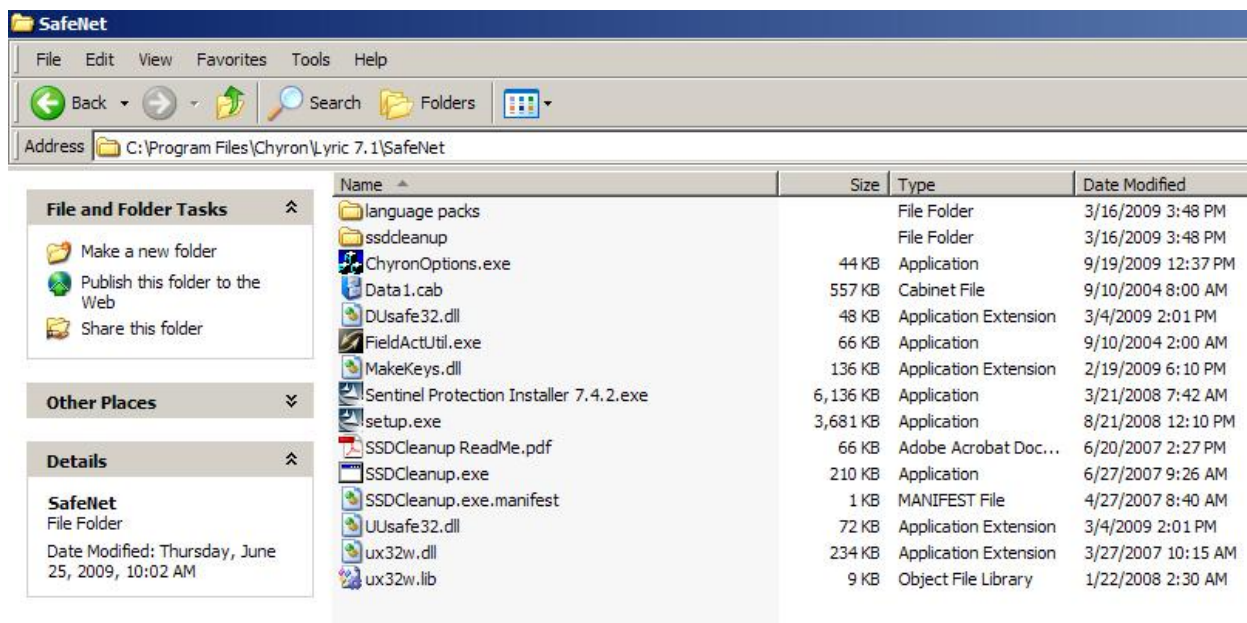 SafeNet
File Edit View Favorites Tools Help
Back Search Folders
Address C:\Program Files\Chyron\Lyric 7.1\SafeNet
File and Folder Tasks
Make a new folder
Publish this folder to the
Web
Share this folder
Other Places
Details
SafeNet
File Folder
Date Modified: Thursday, June
25, 2009, 10:02 AM
Name Size Type Date Modified
language packs File Folder 3/16/2009 3:48 PM
ssdcleanup File Folder 3/16/2009 3:48 PM
ChyronOptions.exe 44 KB Application 9/19/2009 12:37 PM
Data1.cab 557 KB Cabinet File 9/10/2004 8:00 AM
DUsafe32.dll 48 KB Application Extension 3/4/2009 2:01 PM
FieldActUtil.exe 66 KB Application 9/10/2004 2:00 AM
MakeKeys.dll 136 KB Application Extension 2/19/2009 6:10 PM
Sentinel Protection Installer 7.4.2.exe 6,136 KB Application 3/21/2008 7:42 AM
setup.exe 3,681 KB Application 8/21/2008 12:10 PM
SSDCleanup ReadMe.pdf 66 KB Adobe Acrobat Doc... 6/20/2007 2:27 PM
SSDCleanup.exe 210 KB Application 6/27/2007 9:26 AM
SSDCleanup.exe.manifest 1 KB MANIFEST File 4/27/2007 8:40 AM
UUsafe32.dll 72 KB Application Extension 3/4/2009 2:01 PM
ux32w.dll 234 KB Application Extension 3/27/2007 10:15 AM
ux32w.lib 9 KB Object File Library 1/22/2008 2:30 AM